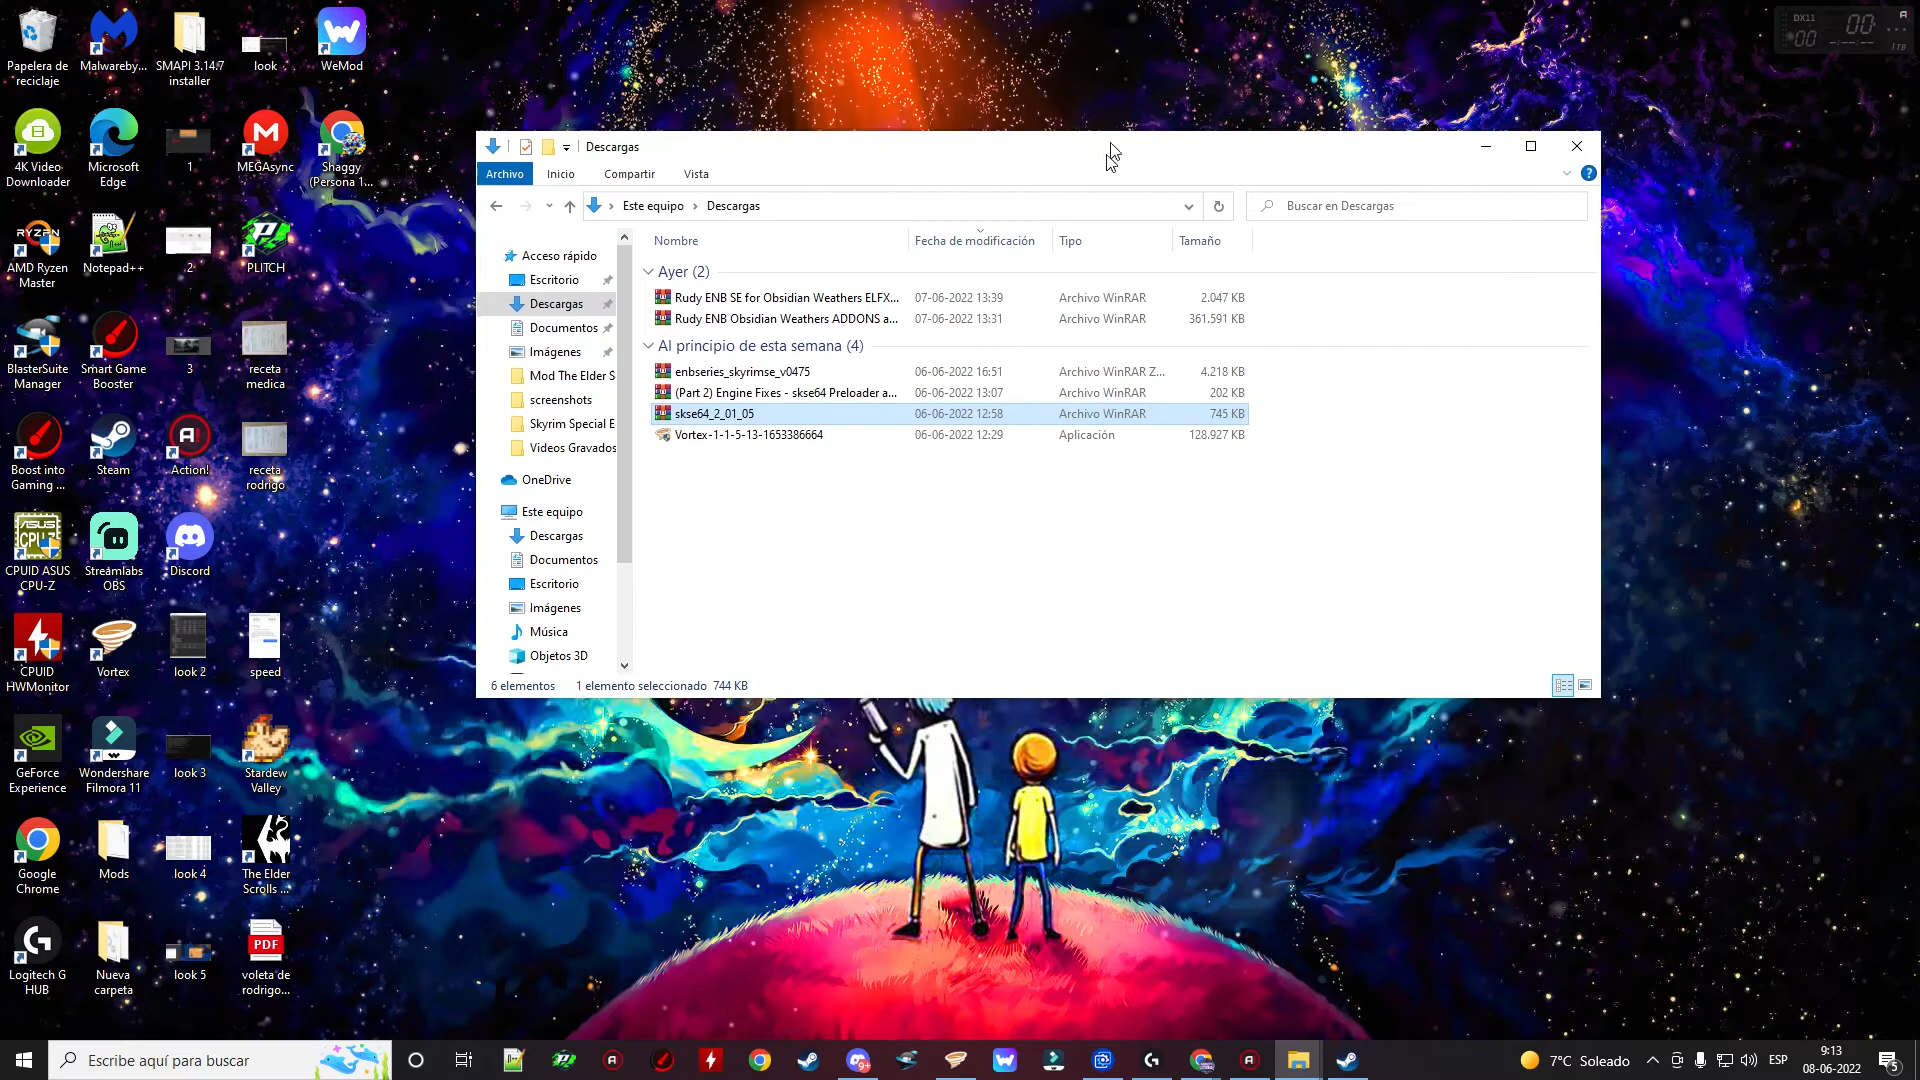 Papelera de
reciclaje
Malwareby...
SMAPI 3.14.7
installer
look
WeMod
4K Video
Downloader
Microsoft
Edge
1
MEGAsync
Shaggy
(Persona 1...
AMD Ryzen
Master
Notepad++
2
PLITCH
BlasterSuite
Manager
Smart Game
Booster
3
receta
medica
Boost into
Gaming ...
Steam
Action!
receta
rodrigo
CPUID ASUS
CPU-Z
Streamlabs
OBS
Discord
CPUID
HWMonitor
Vortex
look 2
speed
GeForce
Experience
Wondershare
Filmora 11
look 3
Stardew
Valley
Google
Chrome
Mods
look 4
The Elder
Scrolls ...
Logitech G
HUB
Nueva
carpeta
look 5
PDF
voleta de
rodrigo...
RYZEN
ASUS
CPU-Z
DX11
00
00
1TB
Descargas
Archivo Inicio Compartir Vista
Este equipo > Descargas
Buscar en Descargas
Nombre Fecha de modificación Tipo Tamaño
Acceso rápido
Escritorio
Descargas
Documentos
Imágenes
Mod The Elder S
screenshots
Skyrim Special E
Videos Gravados
OneDrive
Este equipo
Descargas
Documentos
Escritorio
Imágenes
Música
Objetos 3D
Ayer (2)
Rudy ENB SE for Obsidian Weathers ELFX... 07-06-2022 13:39 Archivo WinRAR 2.047 KB
Rudy ENB Obsidian Weathers ADDONS a... 07-06-2022 13:31 Archivo WinRAR 361.591 KB
Al principio de esta semana (4)
enbseries_skyrimse_v0475 06-06-2022 16:51 Archivo WinRAR Z... 4.218 KB
(Part 2) Engine Fixes - skse64 Preloader a... 06-06-2022 13:07 Archivo WinRAR 202 KB
skse64_2_01_05 06-06-2022 12:58 Archivo WinRAR 745 KB
Vortex-1-1-5-13-1653386664 06-06-2022 12:29 Aplicación 128.927 KB
6 elementos 1 elemento seleccionado 744 KB
Escribe aquí para buscar
9+
7°C Soleado
ESP
9:13
08-06-2022
5